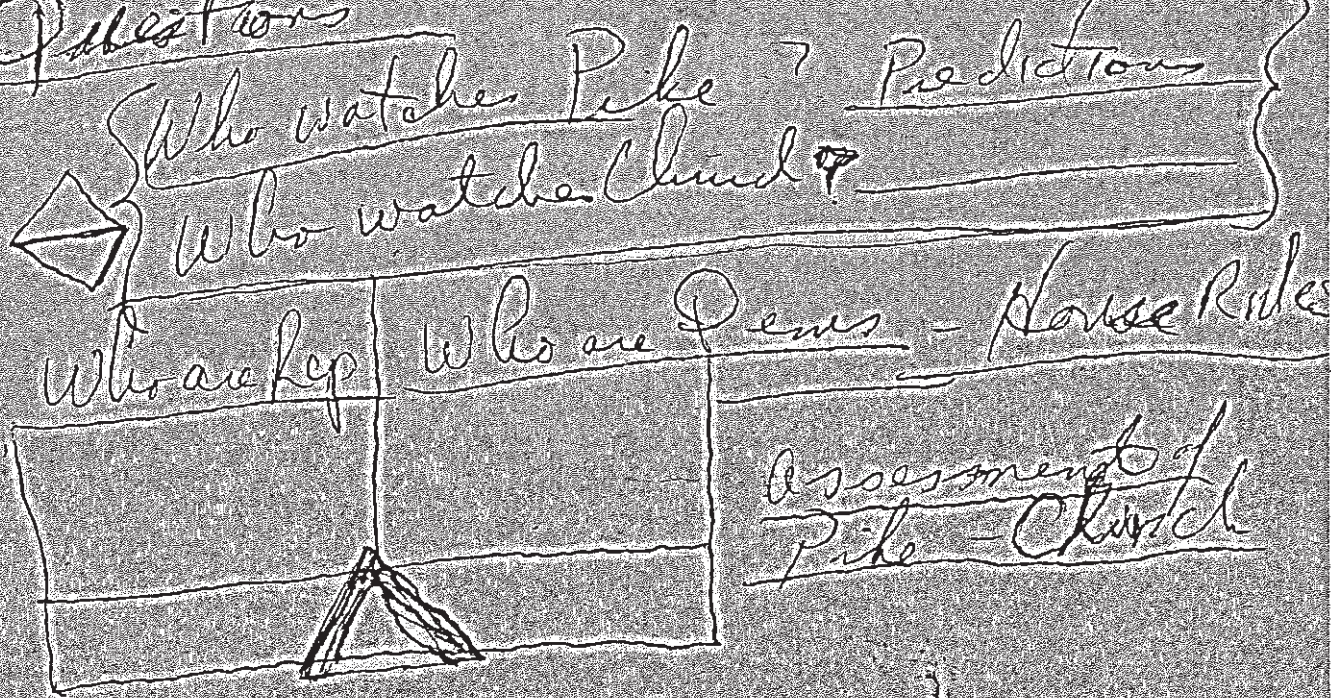 Questions
Who watches Pike? Predictions
Who watches Church?
Who are Rep Who are Dems - House Rules
Assessment of
Pike - Church